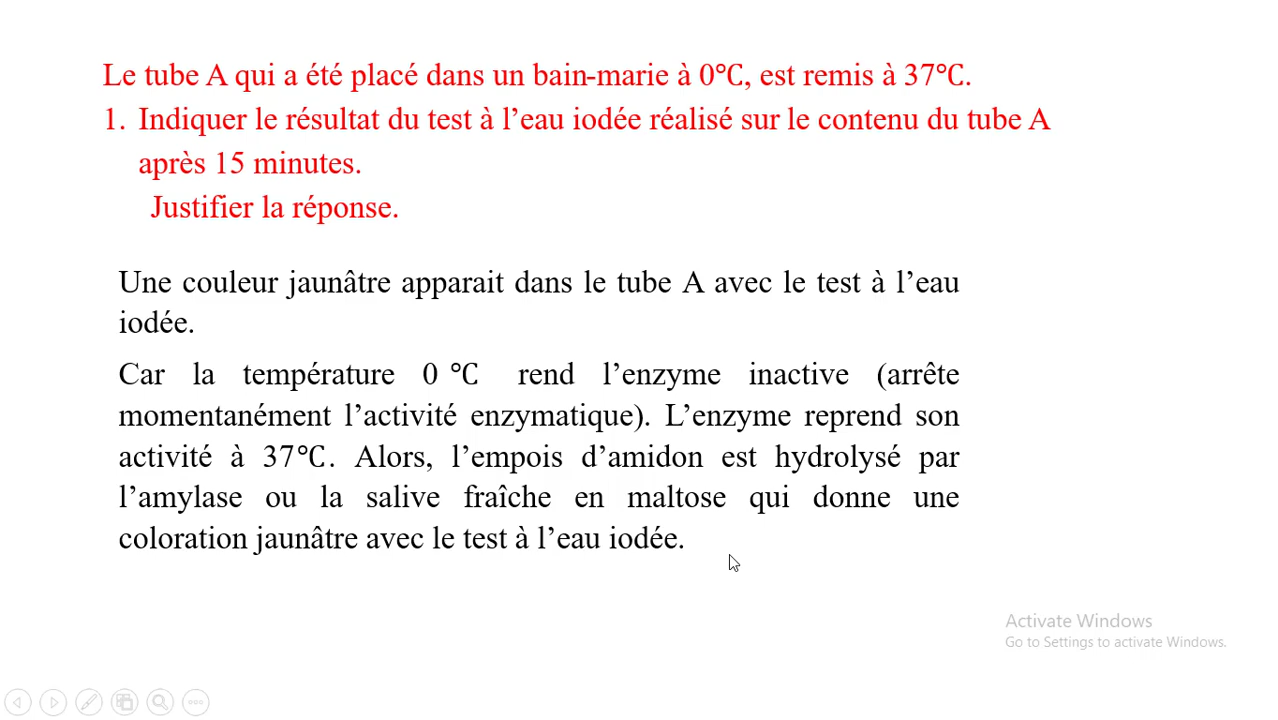 Le tube A qui a été placé dans un bain-marie à 0℃, est remis à 37℃.
1. Indiquer le résultat du test à l’eau iodée réalisé sur le contenu du tube A
après 15 minutes.
Justifier la réponse.
Une couleur jaunâtre apparait dans le tube A avec le test à l’eau
iodée.
Car la température 0 ℃ rend l’enzyme inactive (arrête
momentanément l’activité enzymatique). L’enzyme reprend son
activité à 37℃. Alors, l’empois d’amidon est hydrolysé par
l’amylase ou la salive fraîche en maltose qui donne une
coloration jaunâtre avec le test à l’eau iodée.
Activate Windows
Go to Settings to activate Windows.